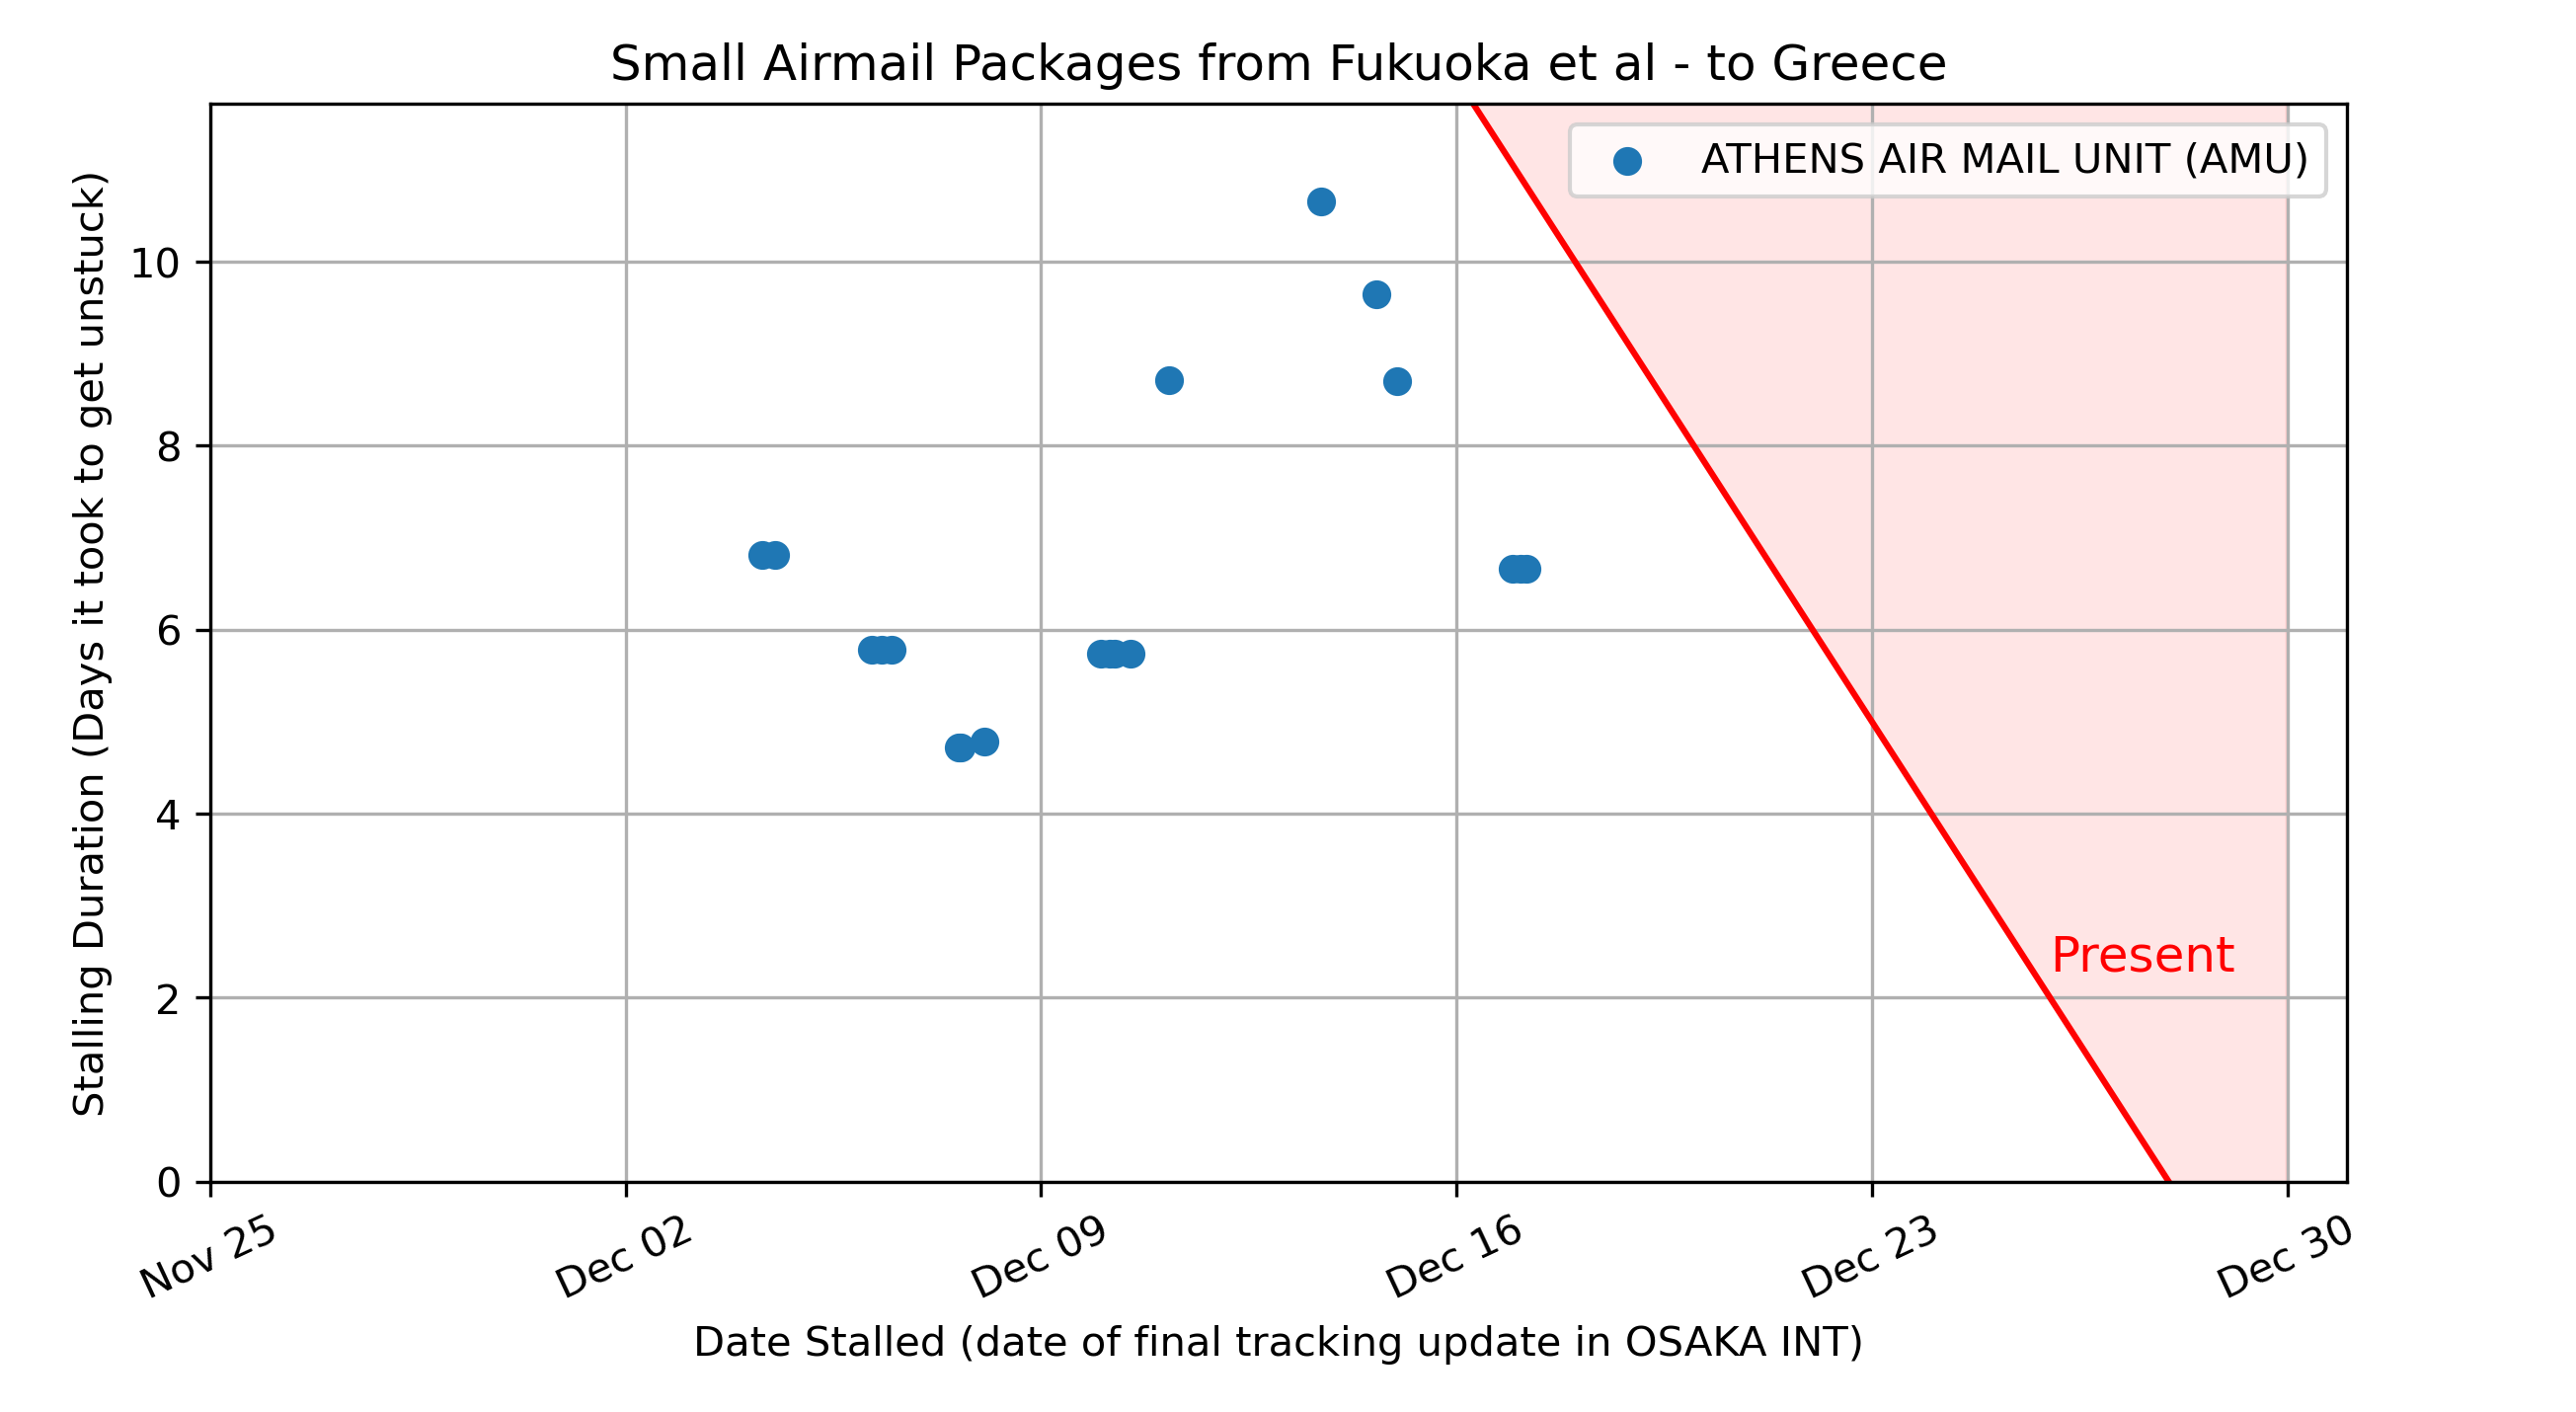 Small Airmail Packages from Fukuoka et al - to Greece
ATHENS AIR MAIL UNIT (AMU)
Stalling Duration (Days it took to get unstuck)
10
8
6
4
2
0
Present
Nov 25
Dec 02
Dec 09
Dec 16
Dec 23
Dec 30
Date Stalled (date of final tracking update in OSAKA INT)